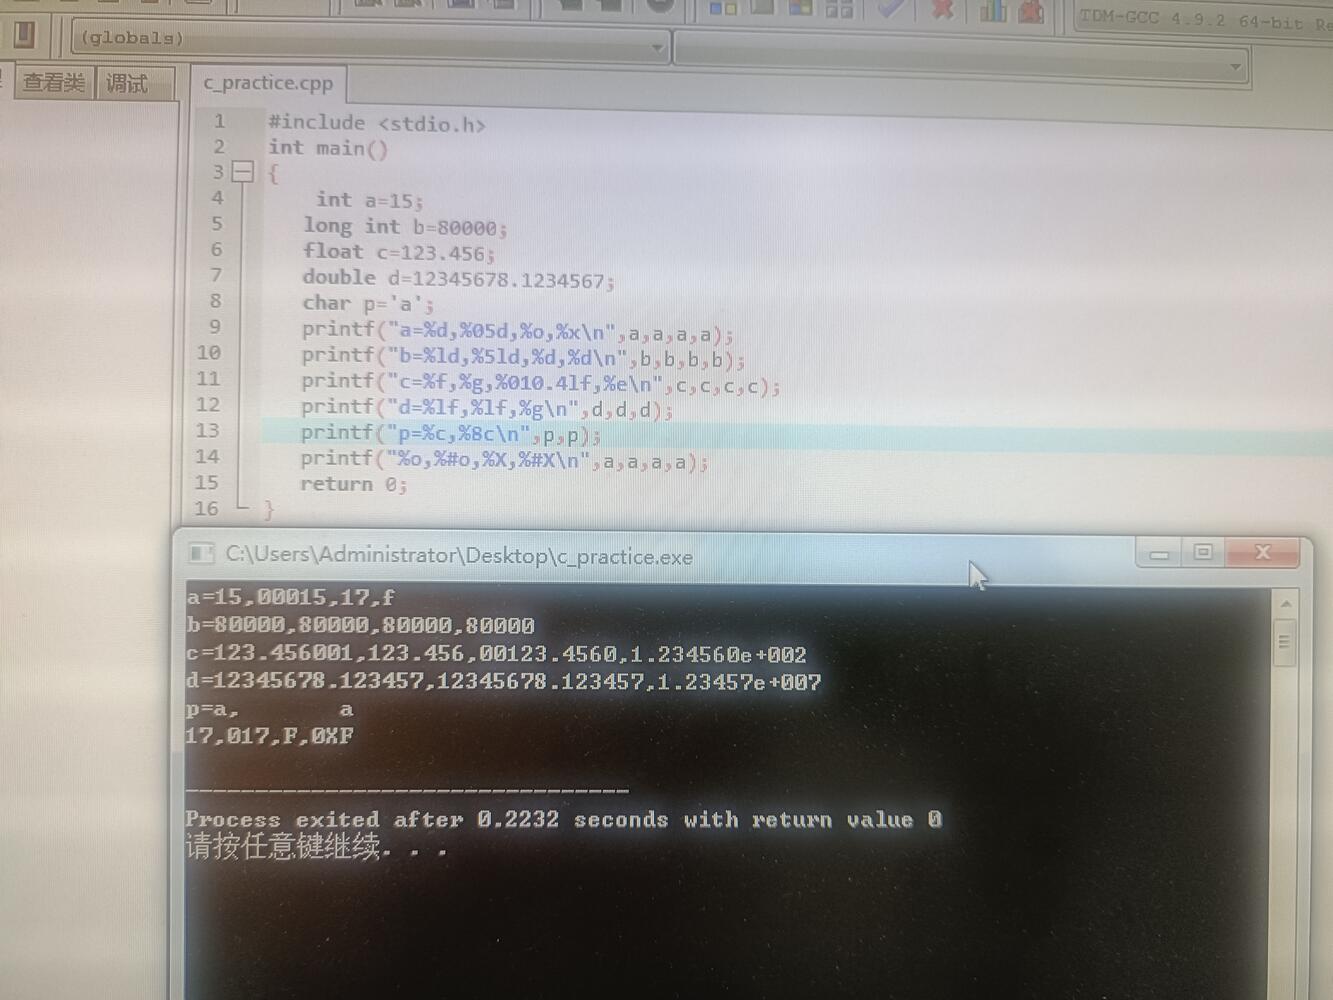 TDM-GCC 4.9.2 64-bit Re
(globals)
查看类 调试
c_practice.cpp
1 #include <stdio.h>
2 int main()
3 {
4 int a=15;
5 long int b=80000;
6 float c=123.456;
7 double d=12345678.1234567;
8 char p='a';
9 printf("a=%d,%05d,%o,%x\n",a,a,a,a);
10 printf("b=%ld,%5ld,%d,%d\n",b,b,b,b);
11 printf("c=%f,%g,%010.4lf,%e\n",c,c,c,c);
12 printf("d=%lf,%lf,%g\n",d,d,d);
13 printf("p=%c,%8c\n",p,p);
14 printf("%o,%#o,%X,%#X\n",a,a,a,a);
15 return 0;
16 }
C:\Users\Administrator\Desktop\c_practice.exe
a=15,00015,17,f
b=80000,80000,80000,80000
c=123.456001,123.456,00123.4560,1.234560e+002
d=12345678.123457,12345678.123457,1.23457e+007
p=a,       a
17,017,F,0XF
--------------------------------
Process exited after 0.2232 seconds with return value 0
请按任意键继续. . .